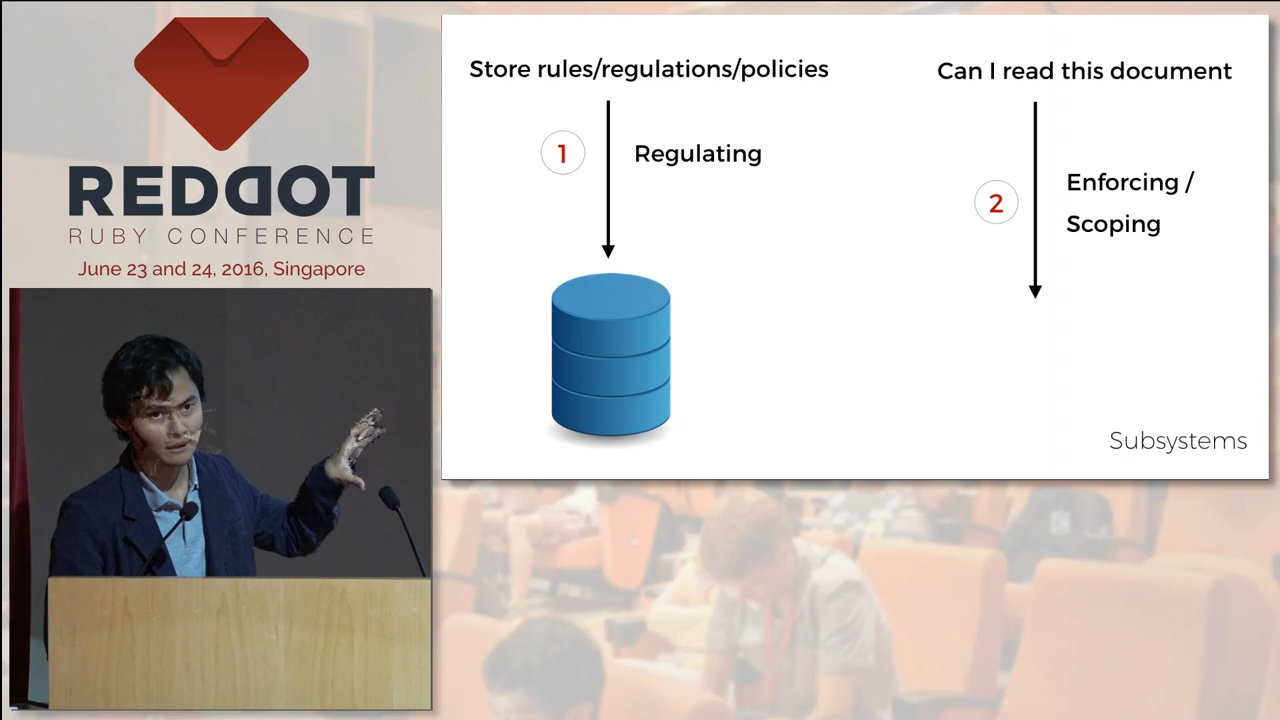 REDDOT
RUBY CONFERENCE
June 23 and 24, 2016, Singapore
Store rules/regulations/policies
1
Regulating
Can I read this document
2
Enforcing /
Scoping
Subsystems